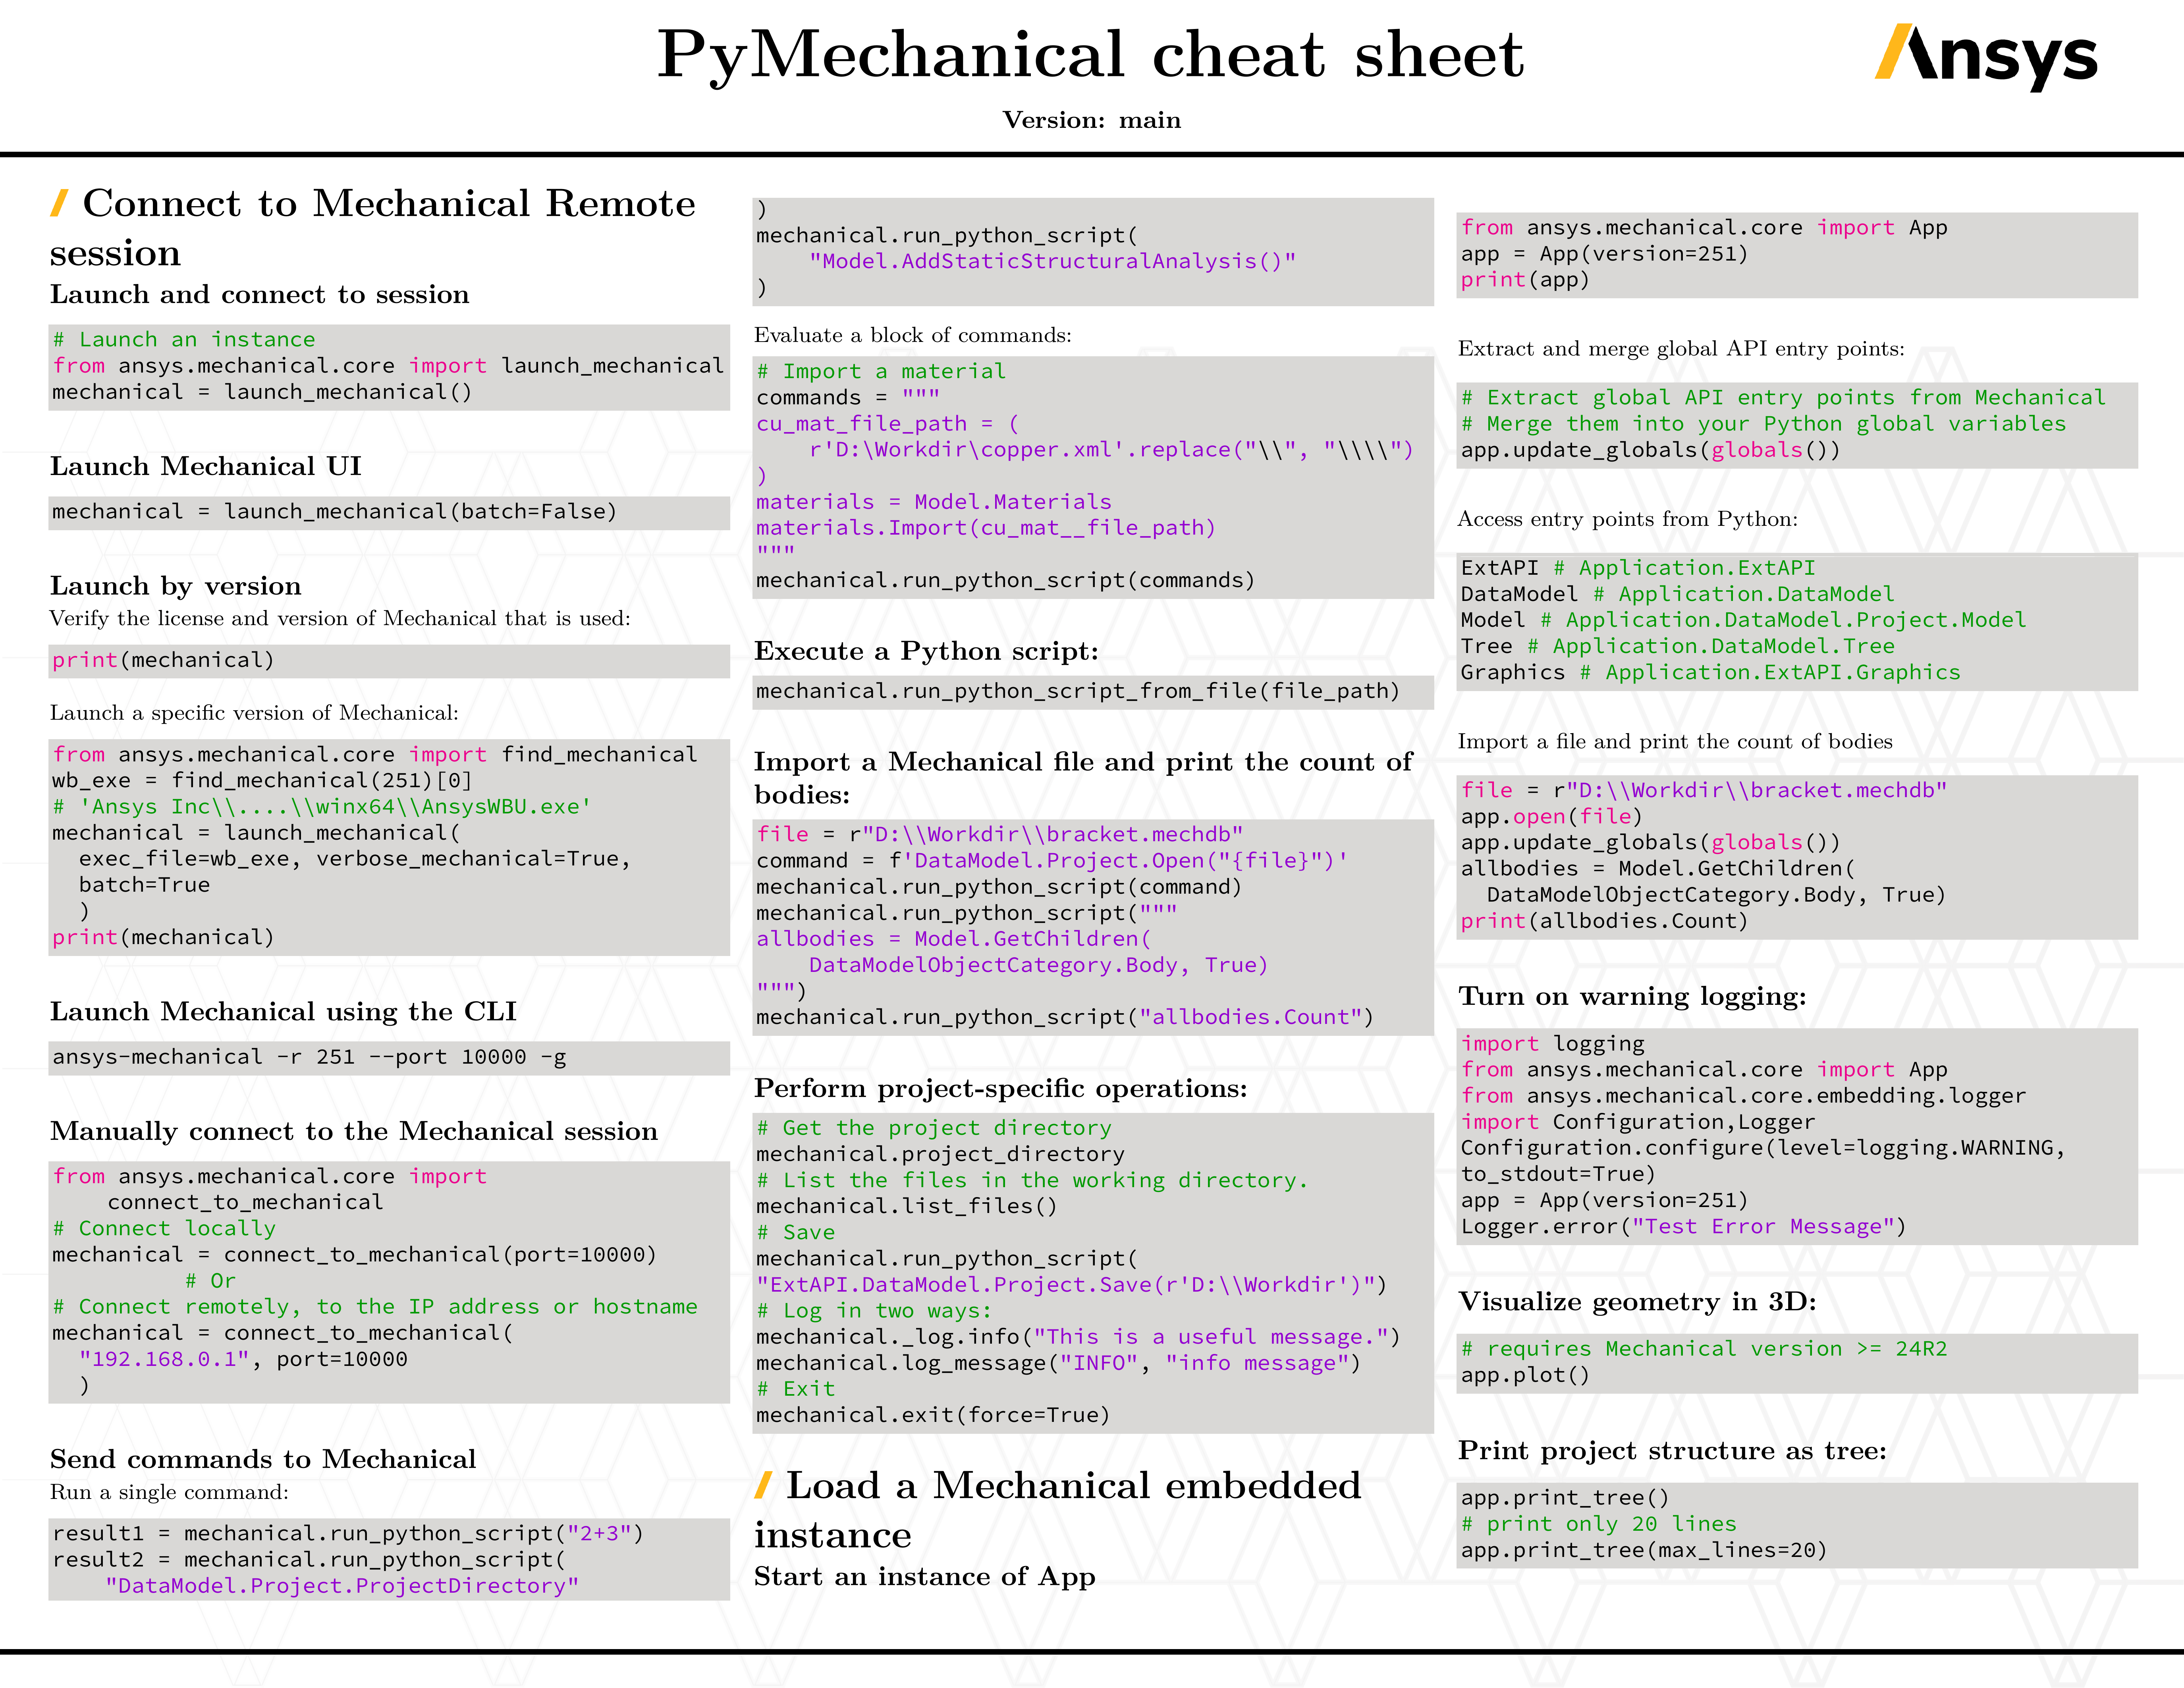 PyMechanical cheat sheet
Ansys
Version: main
Connect to Mechanical Remote
session
Launch and connect to session
# Launch an instance
from ansys.mechanical.core import launch_mechanical
mechanical = launch_mechanical()
Launch Mechanical UI
mechanical = launch_mechanical(batch=False)
Launch by version
Verify the license and version of Mechanical that is used:
print(mechanical)
Launch a specific version of Mechanical:
from ansys.mechanical.core import find_mechanical
wb_exe = find_mechanical(251)[0]
# 'Ansys Inc\\....\\winx64\\AnsysWBU.exe'
mechanical = launch_mechanical(
  exec_file=wb_exe, verbose_mechanical=True,
  batch=True
  )
print(mechanical)
Launch Mechanical using the CLI
ansys-mechanical -r 251 --port 10000 -g
Manually connect to the Mechanical session
from ansys.mechanical.core import
    connect_to_mechanical
# Connect locally
mechanical = connect_to_mechanical(port=10000)
          # Or
# Connect remotely, to the IP address or hostname
mechanical = connect_to_mechanical(
  "192.168.0.1", port=10000
  )
Send commands to Mechanical
Run a single command:
result1 = mechanical.run_python_script("2+3")
result2 = mechanical.run_python_script(
    "DataModel.Project.ProjectDirectory"
)
mechanical.run_python_script(
    "Model.AddStaticStructuralAnalysis()"
)
Evaluate a block of commands:
# Import a material
commands = """
cu_mat_file_path = (
    r'D:\Workdir\copper.xml'.replace("\\", "\\\\")
)
materials = Model.Materials
materials.Import(cu_mat__file_path)
"""
mechanical.run_python_script(commands)
Execute a Python script:
mechanical.run_python_script_from_file(file_path)
Import a Mechanical file and print the count of
bodies:
file = r"D:\\Workdir\\bracket.mechdb"
command = f'DataModel.Project.Open("{file}")'
mechanical.run_python_script(command)
mechanical.run_python_script("""
allbodies = Model.GetChildren(
    DataModelObjectCategory.Body, True)
""")
mechanical.run_python_script("allbodies.Count")
Perform project-specific operations:
# Get the project directory
mechanical.project_directory
# List the files in the working directory.
mechanical.list_files()
# Save
mechanical.run_python_script(
"ExtAPI.DataModel.Project.Save(r'D:\\Workdir')")
# Log in two ways:
mechanical._log.info("This is a useful message.")
mechanical.log_message("INFO", "info message")
# Exit
mechanical.exit(force=True)
Load a Mechanical embedded
instance
Start an instance of App
from ansys.mechanical.core import App
app = App(version=251)
print(app)
Extract and merge global API entry points:
# Extract global API entry points from Mechanical
# Merge them into your Python global variables
app.update_globals(globals())
Access entry points from Python:
ExtAPI # Application.ExtAPI
DataModel # Application.DataModel
Model # Application.DataModel.Project.Model
Tree # Application.DataModel.Tree
Graphics # Application.ExtAPI.Graphics
Import a file and print the count of bodies
file = r"D:\\Workdir\\bracket.mechdb"
app.open(file)
app.update_globals(globals())
allbodies = Model.GetChildren(
  DataModelObjectCategory.Body, True)
print(allbodies.Count)
Turn on warning logging:
import logging
from ansys.mechanical.core import App
from ansys.mechanical.core.embedding.logger
import Configuration,Logger
Configuration.configure(level=logging.WARNING,
to_stdout=True)
app = App(version=251)
Logger.error("Test Error Message")
Visualize geometry in 3D:
# requires Mechanical version >= 24R2
app.plot()
Print project structure as tree:
app.print_tree()
# print only 20 lines
app.print_tree(max_lines=20)